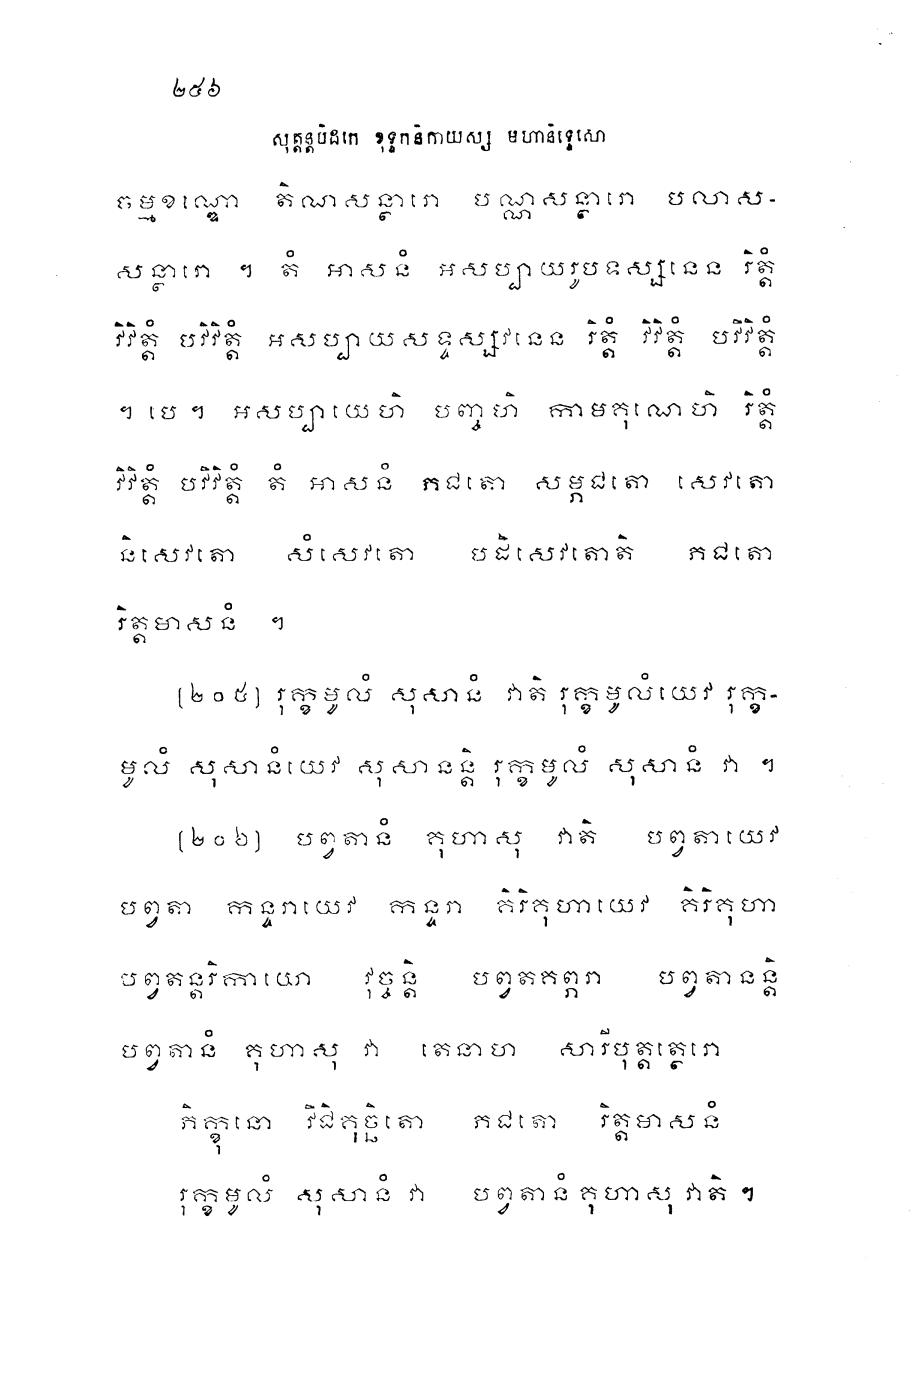 ២៥៦
សុត្តន្តបិដកេ ខុទ្ទកនិកាយស្ស មហានិទ្ទេសោ
ចម្មខណ្ឌោ តិណសន្ថារោ បណ្ណសន្ថារោ បលាស-
សន្ថារោ ។ តំ អាសនំ អសប្បាយរូបទស្សនេន រិត្តំ
វិវិត្តំ បវិវិត្តំ អសប្បាយសទ្ទស្សវនេន រិត្តំ វិវិត្តំ បវិវិត្តំ
។ បេ ។ អសប្បាយេហិ បញ្ចហិ កាមគុណេហិ រិត្តំ
វិវិត្តំ បវិវិត្តំ តំ អាសនំ ភជតោ សម្ភជតោ សេវតោ
និសេវតោ សំសេវតោ បដិសេវតោតិ ភជតោ
រិត្តមាសនំ ។
(២០៥) រុក្ខមូលំ សុសានំ វាតិ រុក្ខមូលំយេវ រុក្ខ-
មូលំ សុសានំយេវ សុសានន្តិ រុក្ខមូលំ សុសានំ វា ។
(២០៦) បព្វតានំ គុហាសុ វាតិ បព្វតាយេវ
បព្វតា កន្ទរាយេវ កន្ទរា គិរិគុហាយេវ គិរិគុហា
បព្វតន្តរិកាយោ វុច្ចន្តិ បព្វតកព្ភរា បព្វតានន្តិ
បព្វតានំ គុហាសុ វា តេនាហ សារីបុត្តត្ថេរោ
ភិក្ខុនោ វិជិគុច្ឆិតោ ភជតោ រិត្តមាសនំ
រុក្ខមូលំ សុសានំ វា បព្វតានំ គុហាសុ វាតិ ។